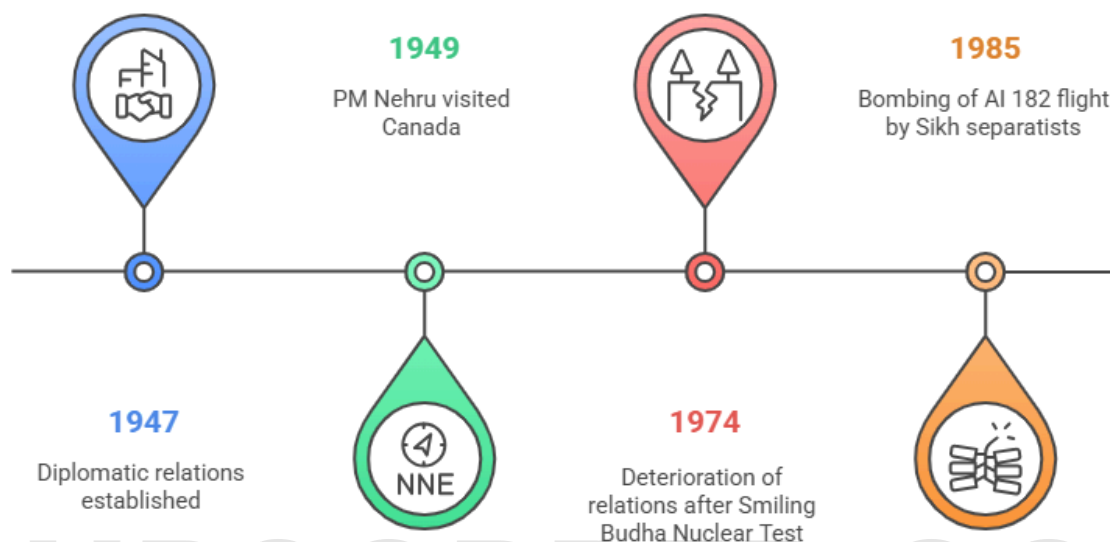 1947
Diplomatic relations
established
1949
PM Nehru visited
Canada
NNE
1974
Deterioration of
relations after Smiling
Budha Nuclear Test
1985
Bombing of AI 182 flight
by Sikh separatists